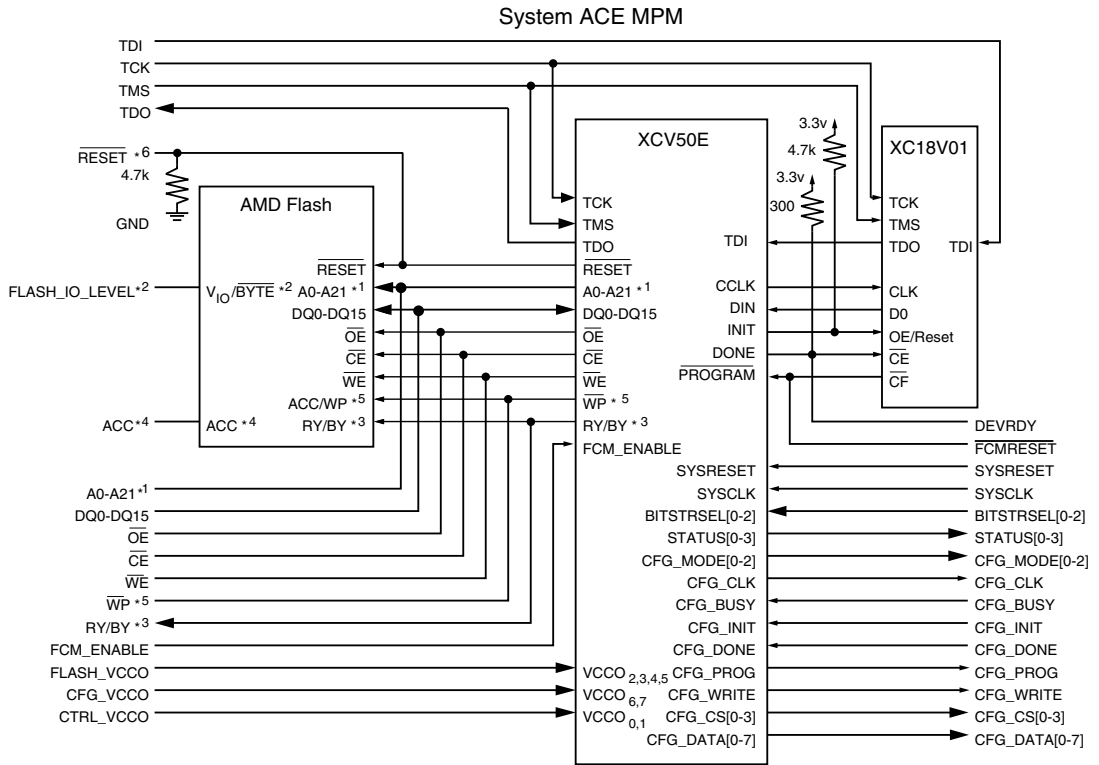 System ACE MPM
TDI
TCK
TMS
TDO
RESET *6
4.7k
GND
FLASH_IO_LEVEL*2
ACC*4
A0-A21*1
DQ0-DQ15
OE
CE
WE
WP *5
RY/BY *3
FCM_ENABLE
FLASH_VCCO
CFG_VCCO
CTRL_VCCO
AMD Flash
RESET
VIO/BYTE *2 A0-A21 *1
DQ0-DQ15
OE
CE
WE
ACC/WP *5
ACC *4 RY/BY *3
XCV50E
TCK
TMS
TDO
RESET
A0-A21 *1
DQ0-DQ15
OE
CE
WE
WP * 5
RY/BY * 3
FCM_ENABLE
VCCO 2,3,4,5
VCCO 6,7
VCCO 0,1
TDI
CCLK
DIN
INIT
DONE
PROGRAM
SYSRESET
SYSCLK
BITSTRSEL[0-2]
STATUS[0-3]
CFG_MODE[0-2]
CFG_CLK
CFG_BUSY
CFG_INIT
CFG_DONE
CFG_PROG
CFG_WRITE
CFG_CS[0-3]
CFG_DATA[0-7]
3.3v
4.7k
3.3v
300
XC18V01
TCK
TMS
TDO TDI
CLK
D0
OE/Reset
CE
CF
DEVRDY
FCMRESET
SYSRESET
SYSCLK
BITSTRSEL[0-2]
STATUS[0-3]
CFG_MODE[0-2]
CFG_CLK
CFG_BUSY
CFG_INIT
CFG_DONE
CFG_PROG
CFG_WRITE
CFG_CS[0-3]
CFG_DATA[0-7]